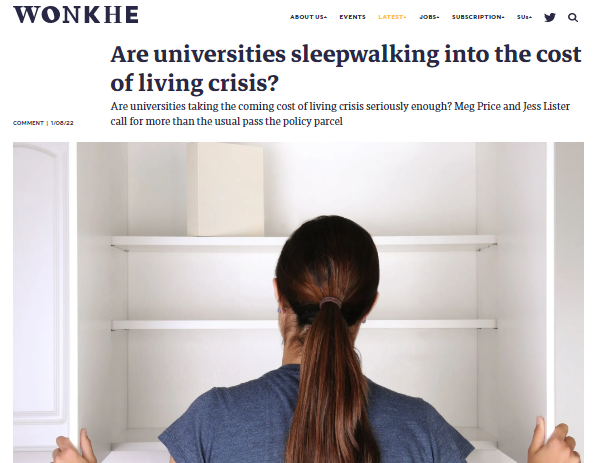 WONKHE
ABOUT US
EVENTS
LATEST
JOBS
SUBSCRIPTION
SUs
Are universities sleepwalking into the cost
of living crisis?
Are universities taking the coming cost of living crisis seriously enough? Meg Price and Jess Lister
call for more than the usual pass the policy parcel
COMMENT | 1/08/22